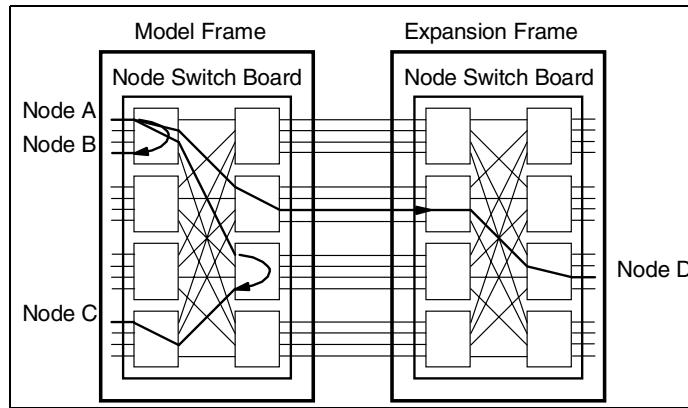 Model Frame
Expansion Frame
Node Switch Board
Node Switch Board
Node A
Node B
Node D
Node C